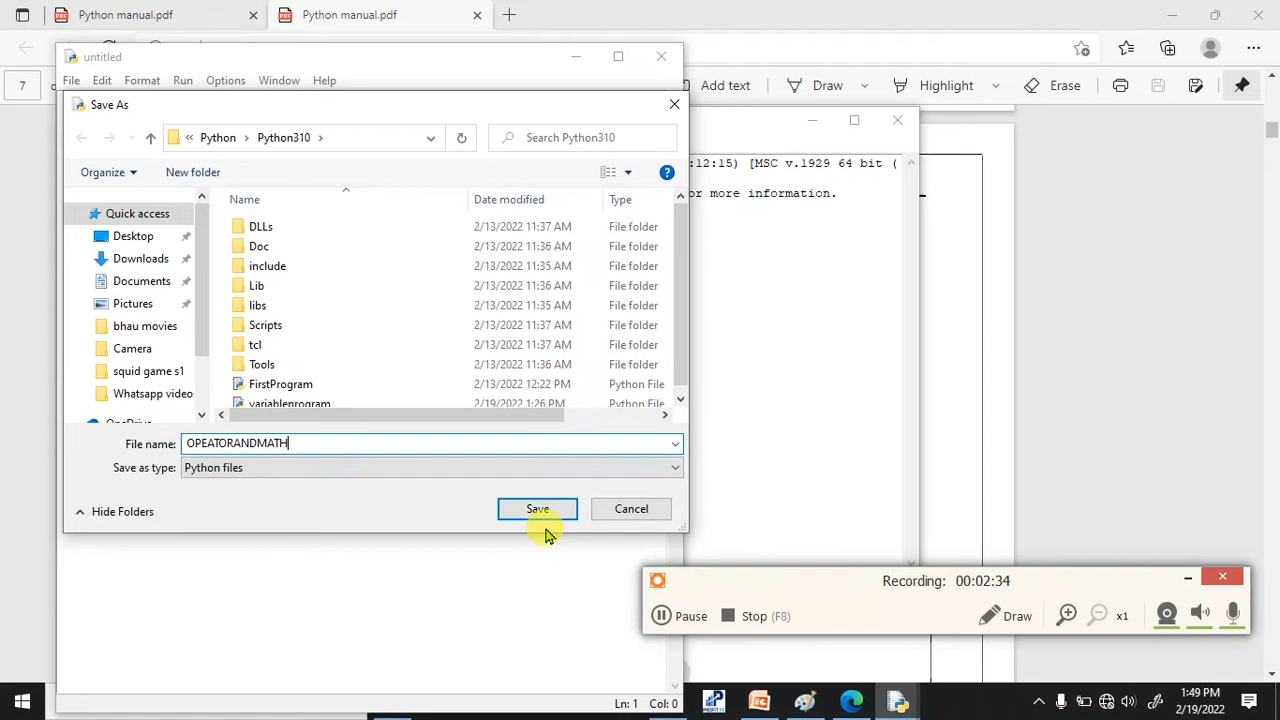 Python manual.pdf
Python manual.pdf
untitled
File Edit Format Run Options Window Help
7
Add text Draw Highlight Erase
Save As
« Python › Python310 ›
Search Python310
:12:15) [MSC v.1929 64 bit (
or more information.
Organize New folder
Name Date modified Type
Quick access
Desktop
Downloads
Documents
Pictures
bhau movies
Camera
squid game s1
Whatsapp video
OneDrive
DLLs 2/13/2022 11:37 AM File folder
Doc 2/13/2022 11:36 AM File folder
include 2/13/2022 11:35 AM File folder
Lib 2/13/2022 11:36 AM File folder
libs 2/13/2022 11:35 AM File folder
Scripts 2/13/2022 11:37 AM File folder
tcl 2/13/2022 11:37 AM File folder
Tools 2/13/2022 11:36 AM File folder
FirstProgram 2/13/2022 12:22 PM Python File
variableprogram 2/19/2022 1:26 PM Python File
File name: OPEATORANDMATH
Save as type: Python files
Hide Folders
Save Cancel
Recording: 00:02:34
Pause Stop (F8) Draw x1
Ln: 1 Col: 0
1:49 PM
2/19/2022